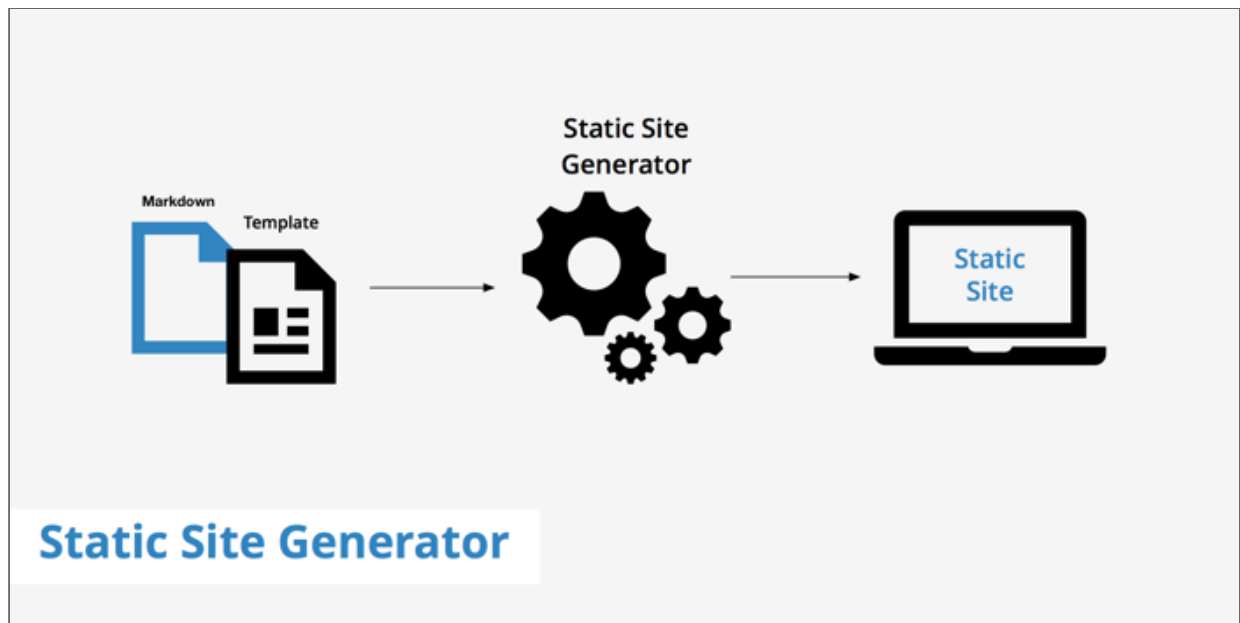 Static Site
Generator
Markdown
Template
Static
Site
Static Site Generator